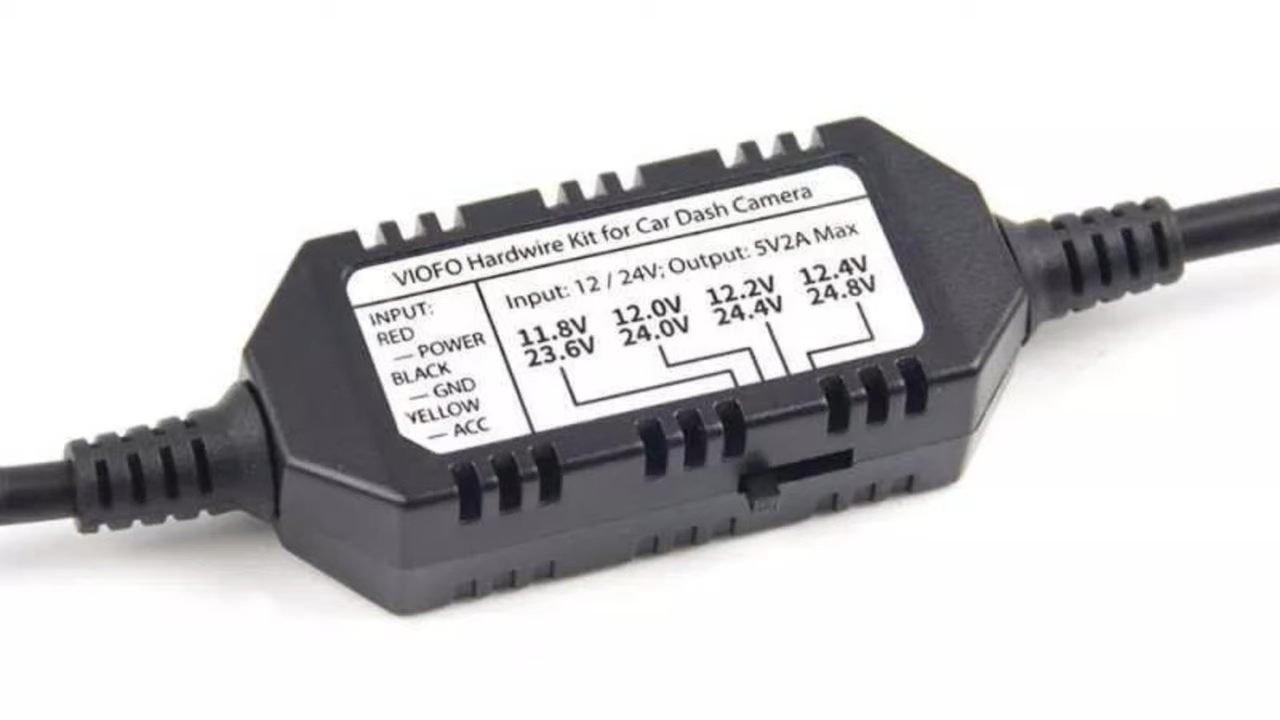 VIOFO Hardwire Kit for Car Dash Camera
INPUT:
RED
— POWER
BLACK
— GND
YELLOW
— ACC
Input: 12 / 24V; Output: 5V2A Max
11.8V 12.0V 12.2V 12.4V
23.6V 24.0V 24.4V 24.8V